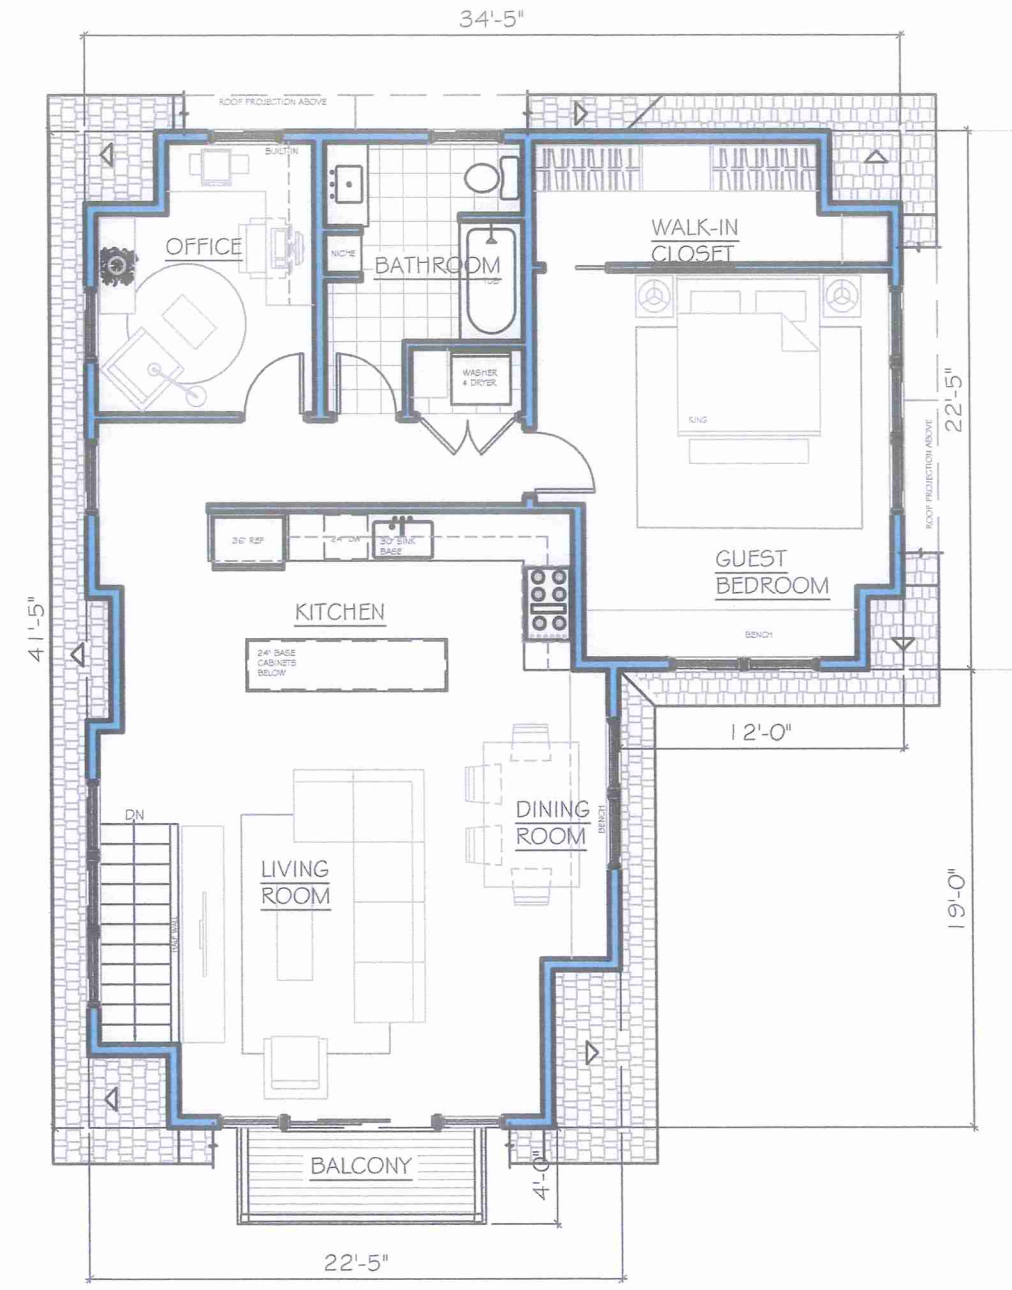 34'-5"
ROOF PROJECTION ABOVE
BUILT IN
OFFICE
NICHE
BATHROOM
TUB
WALK-IN
CLOSET
WASHER
& DRYER
KING
22'-5"
ROOF PROJECTION ABOVE
36" REF
24" DW
30" SINK
BASE
GUEST
BEDROOM
KITCHEN
41'-5"
BENCH
24" BASE
CABINETS
BELOW
12'-0"
DN
DINING
ROOM
BENCH
LIVING
ROOM
HALF WALL
19'-0"
BALCONY
4'-0"
22'-5"